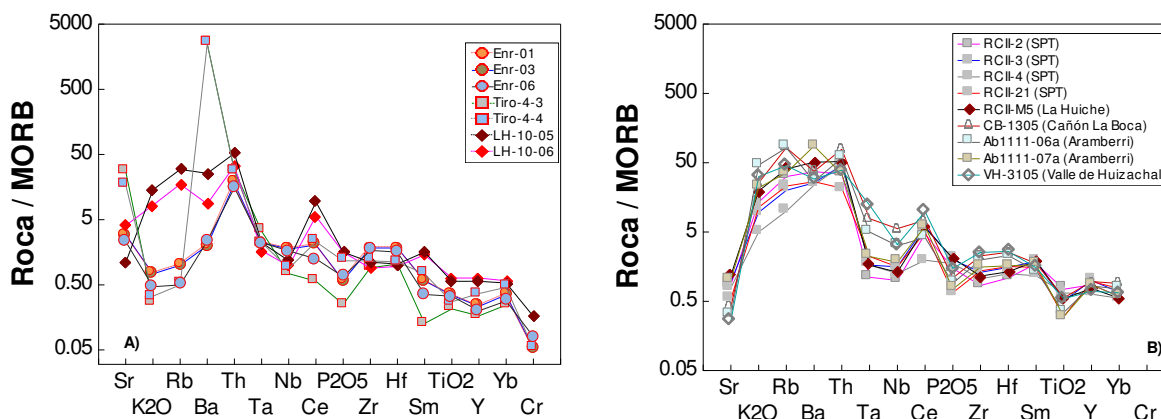 5000
500
50
5
0.50
0.05
Roca / MORB
A)
Enr-01
Enr-03
Enr-06
Tiro-4-3
Tiro-4-4
LH-10-05
LH-10-06
Sr Rb Th Nb P2O5 Hf TiO2 Yb
K2O Ba Ta Ce Zr Sm Y Cr
5000
500
50
5
0.5
0.05
Roca / MORB
B)
RCII-2 (SPT)
RCII-3 (SPT)
RCII-4 (SPT)
RCII-21 (SPT)
RCII-M5 (La Huiche)
CB-1305 (Cañón La Boca)
Ab1111-06a (Aramberri)
Ab1111-07a (Aramberri)
VH-3105 (Valle de Huizachal
Sr Rb Th Nb P2O5 Hf TiO2 Yb
K2O Ba Ta Ce Zr Sm Y Cr